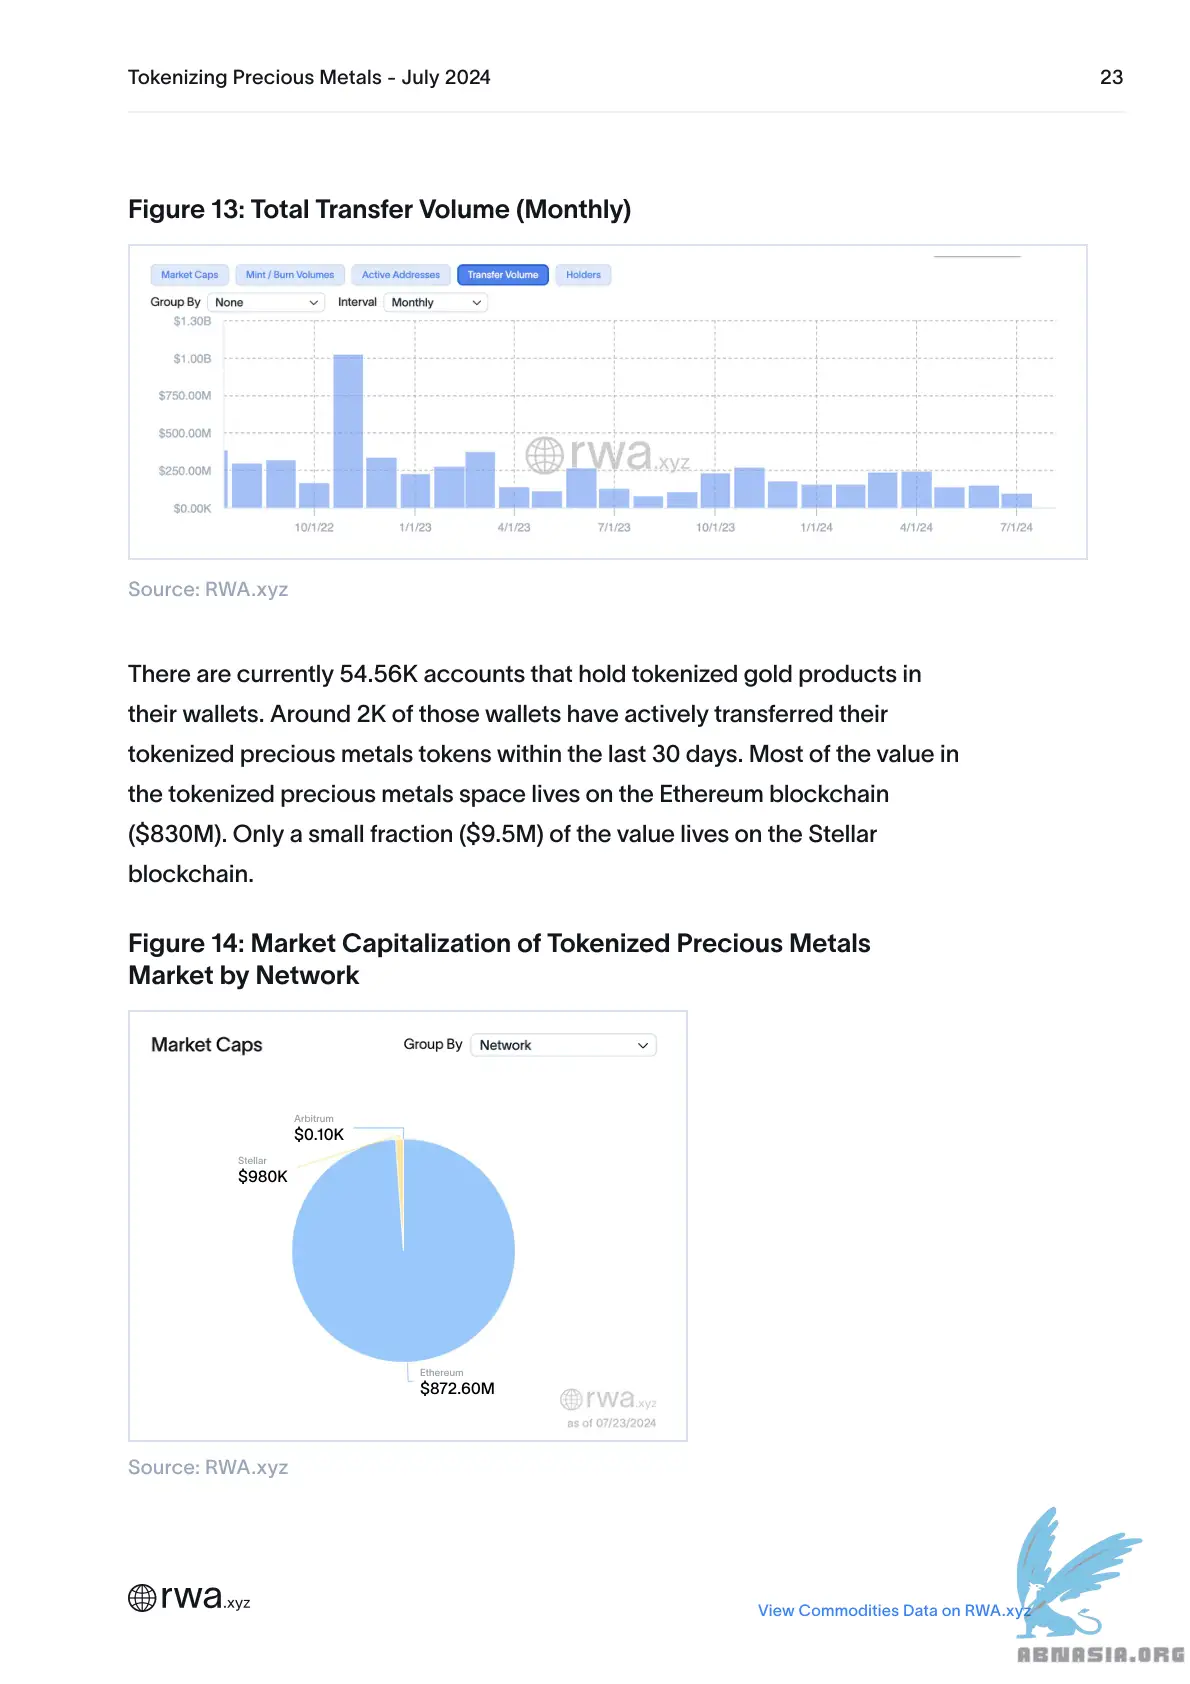 Tokenizing Precious Metals - July 2024 23
Figure 13: Total Transfer Volume (Monthly)
Market Caps Mint / Burn Volumes Active Addresses Transfer Volume Holders
Group By None Interval Monthly
$1.30B
$1.00B
$750.00M
$500.00M
$250.00M
$0.00K
rwa.xyz
10/1/22 1/1/23 4/1/23 7/1/23 10/1/23 1/1/24 4/1/24 7/1/24
Source: RWA.xyz
There are currently 54.56K accounts that hold tokenized gold products in
their wallets. Around 2K of those wallets have actively transferred their
tokenized precious metals tokens within the last 30 days. Most of the value in
the tokenized precious metals space lives on the Ethereum blockchain
($830M). Only a small fraction ($9.5M) of the value lives on the Stellar
blockchain.
Figure 14: Market Capitalization of Tokenized Precious Metals
Market by Network
Market Caps Group By Network
Arbitrum
$0.10K
Stellar
$980K
Ethereum
$872.60M
rwa.xyz
as of 07/23/2024
Source: RWA.xyz
rwa.xyz
View Commodities Data on RWA.xyz
ABNASIA.ORG